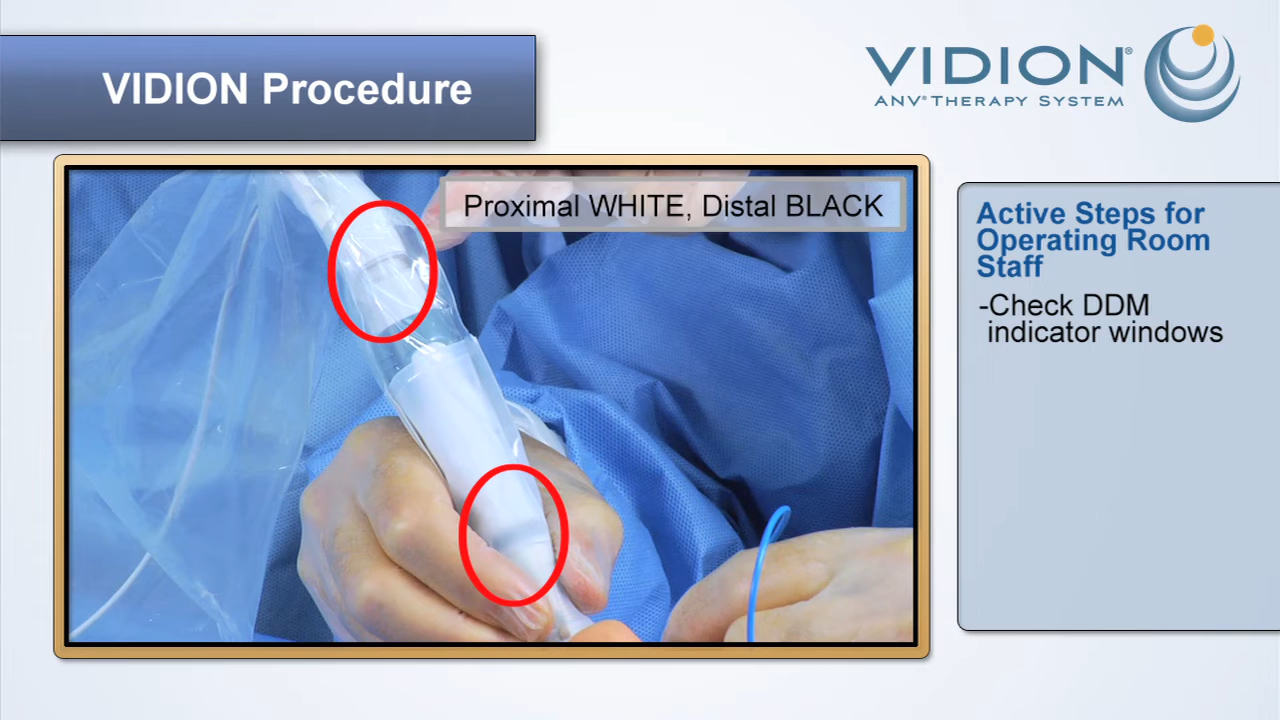 VIDION Procedure
VIDION®
ANV® THERAPY SYSTEM
Proximal WHITE, Distal BLACK
Active Steps for
Operating Room
Staff
-Check DDM
indicator windows